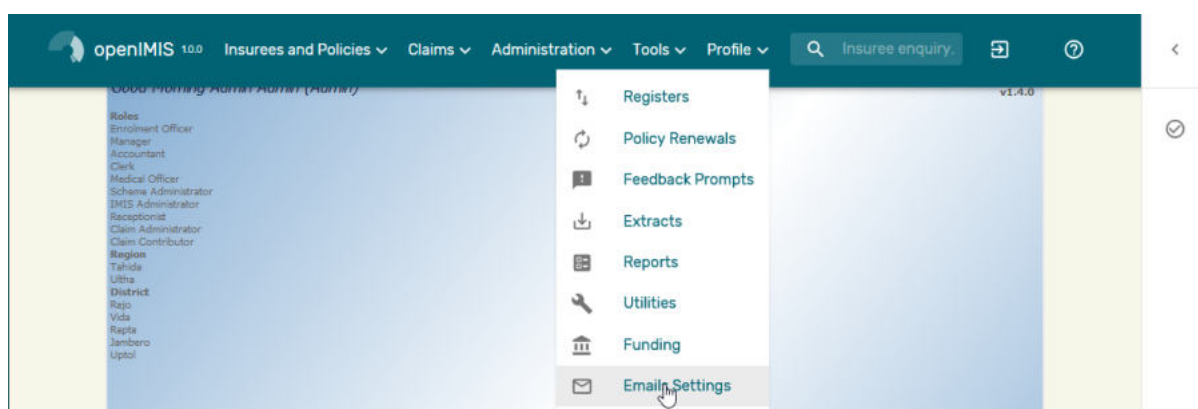 openIMIS 1.0.0 Insurees and Policies Claims Administration Tools Profile Insuree enquiry.
Good Morning Admin Admin (Admin)
v1.4.0
Roles
Enrolment Officer
Manager
Accountant
Clerk
Medical Officer
Scheme Administrator
IMIS Administrator
Receptionist
Claim Administrator
Claim Contributor
Region
Tahida
Ultha
District
Rajo
Vida
Rapta
Jambero
Uptol
Registers
Policy Renewals
Feedback Prompts
Extracts
Reports
Utilities
Funding
Emails Settings